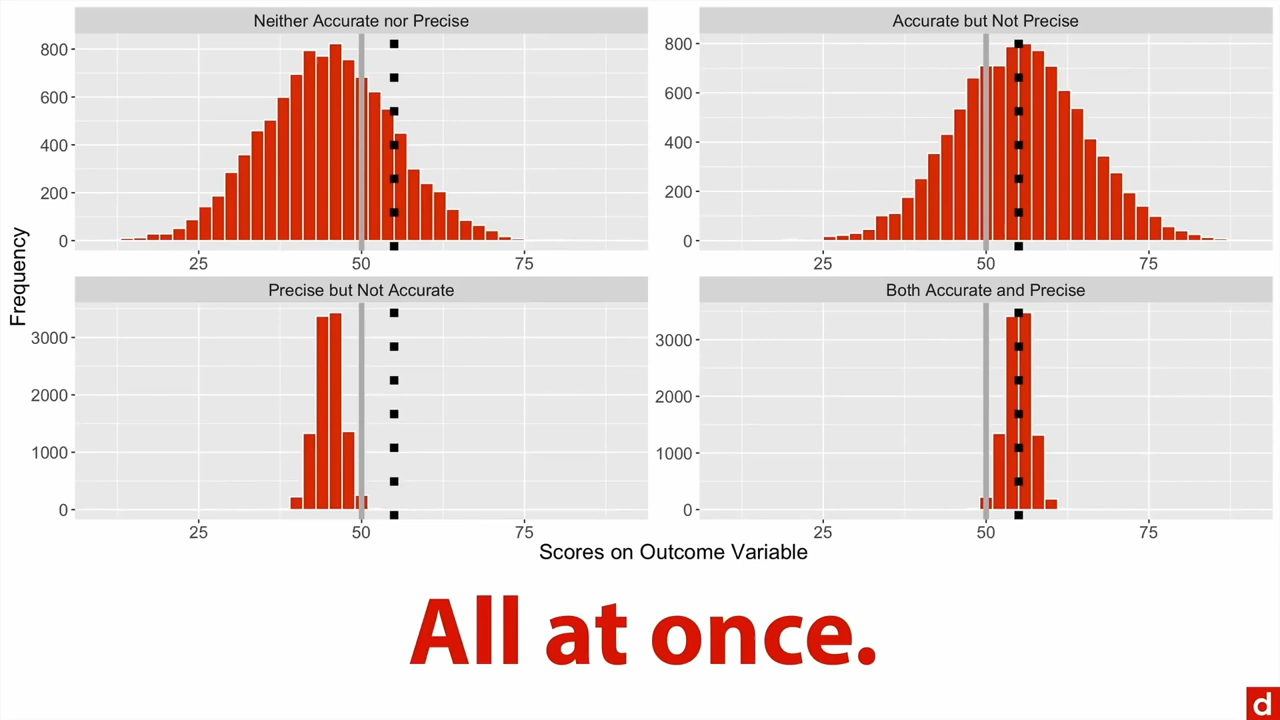 Neither Accurate nor Precise
Accurate but Not Precise
800
600
400
200
0
25 50 75
800
600
400
200
0
25 50 75
Frequency
Precise but Not Accurate
Both Accurate and Precise
3000
2000
1000
0
25 50 75
3000
2000
1000
0
25 50 75
Scores on Outcome Variable
All at once.
d